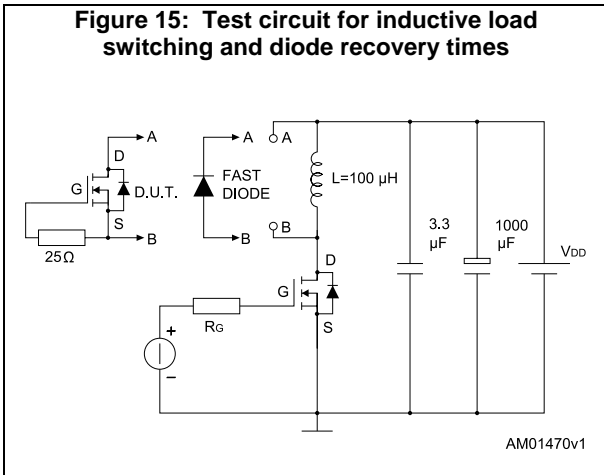 Figure 15: Test circuit for inductive load
switching and diode recovery times
A
D
G
D.U.T.
S
B
25Ω
A
FAST
DIODE
B
A
L=100 µH
B
D
G
S
RG
+
–
3.3
µF
1000
µF
VDD
AM01470v1